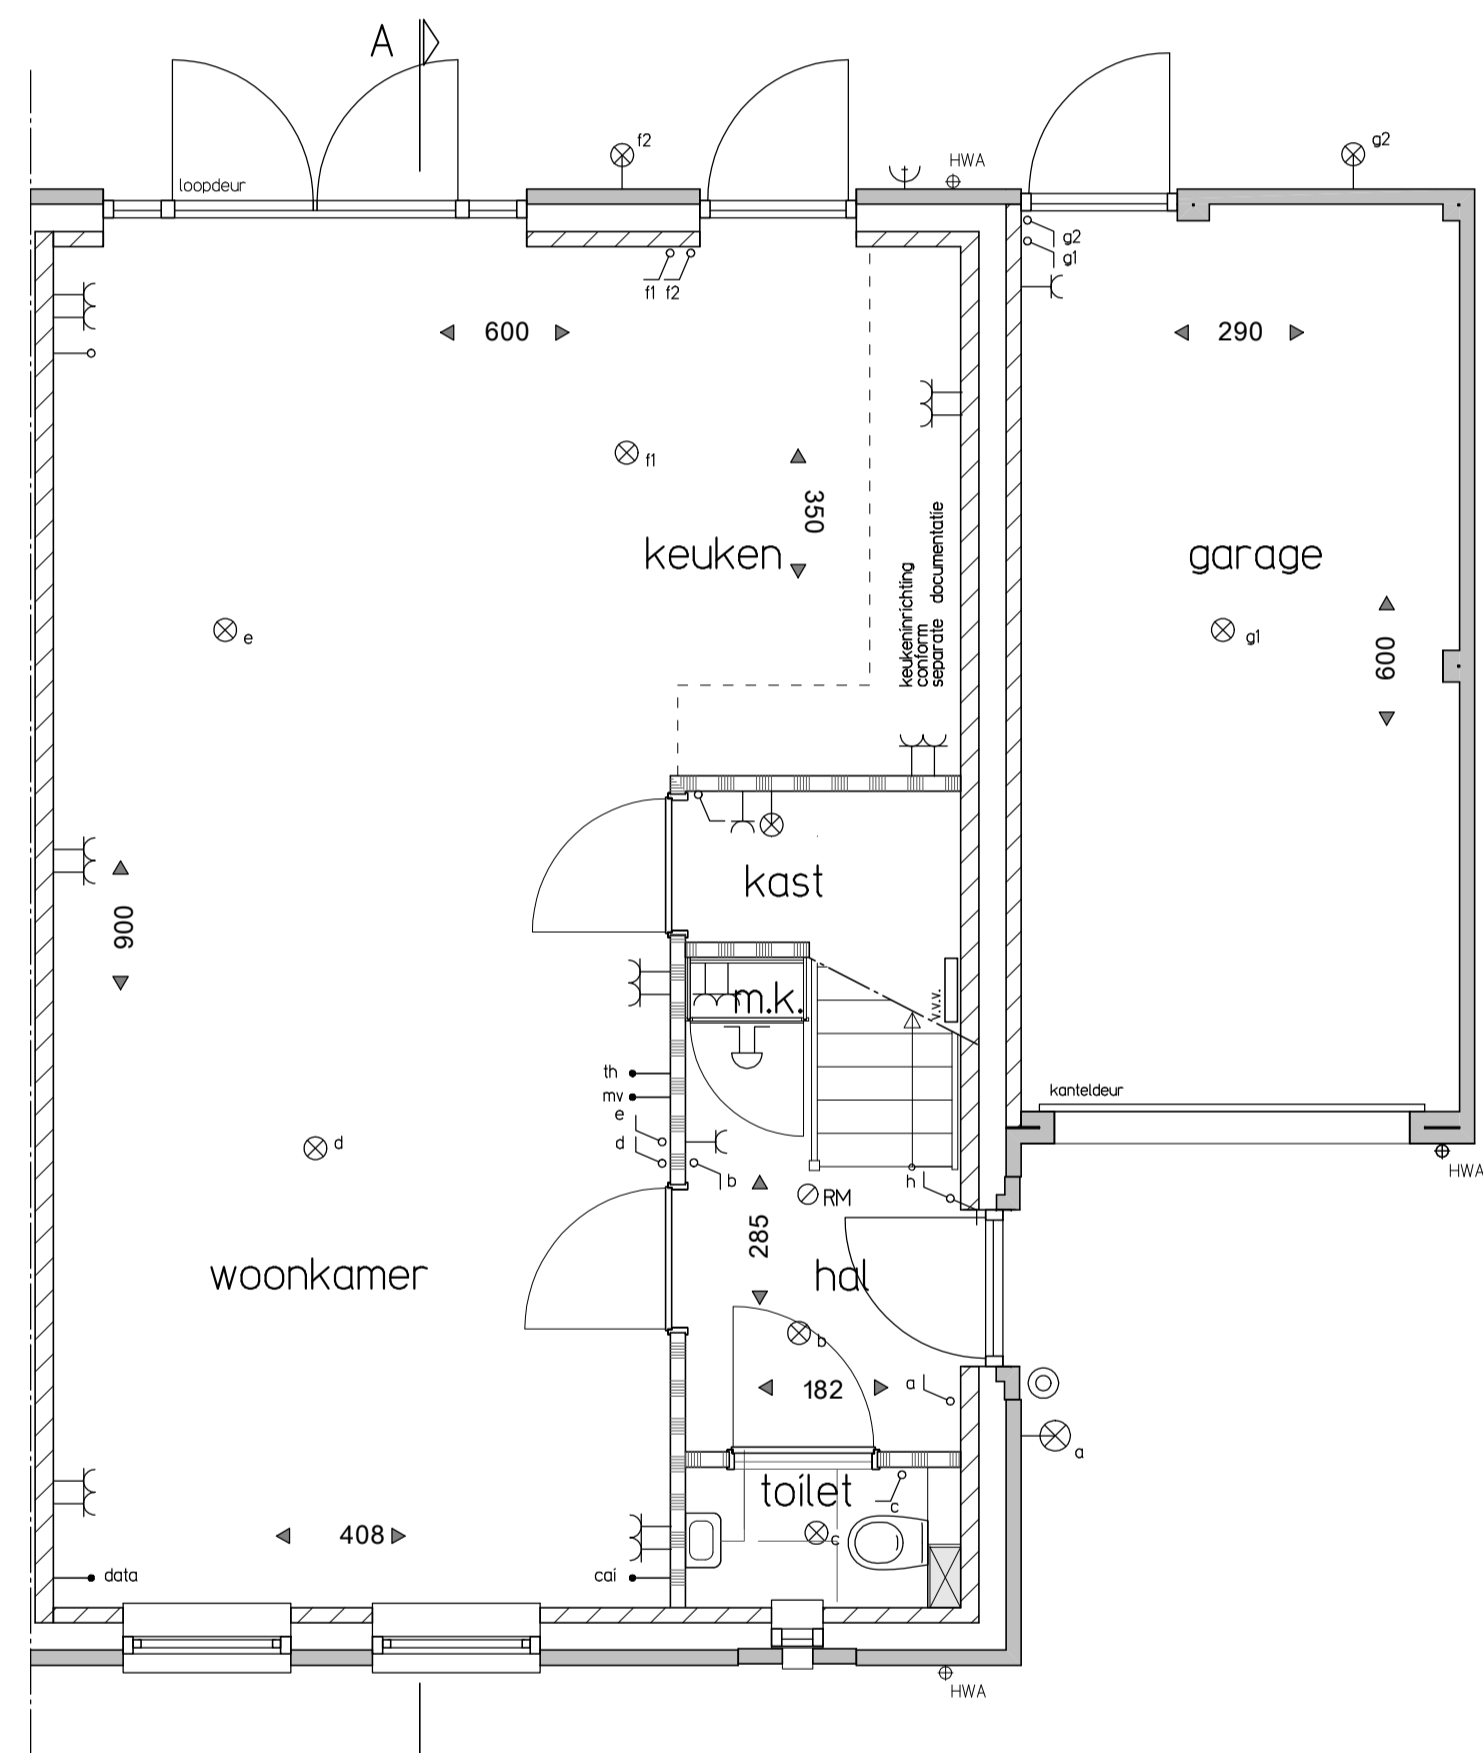 A
f2
HWA
g2
loopdeur
g2
g1
f1 f2
600
290
f1
350
keuken
keukeninrichting
conform
separate documentatie
garage
e
g1
600
kast
900
m.k.
v.v.v.
th
mv
e
d
b
d
RM
h
kanteldeur
HWA
285
woonkamer
hal
b
182
a
a
toilet
c
c
408
data
cai
HWA